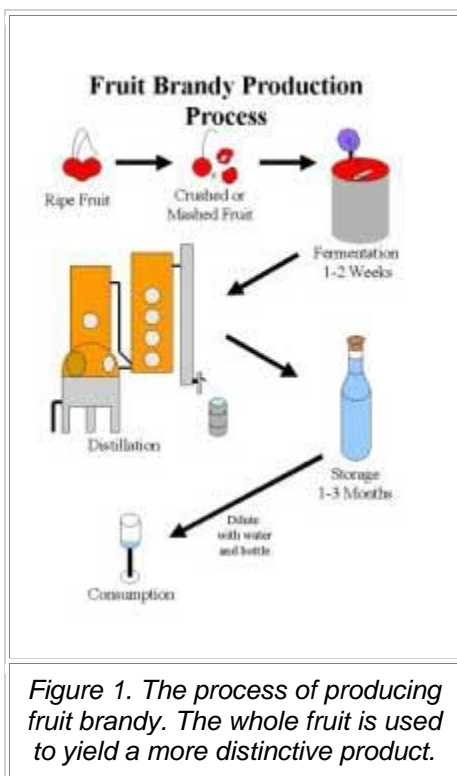 Fruit Brandy Production
Process
Ripe Fruit
Crushed or
Mashed Fruit
Fermentation
1-2 Weeks
Distillation
Storage
1-3 Months
Dilute
with water
and bottle
Consumption
Figure 1. The process of producing
fruit brandy. The whole fruit is used
to yield a more distinctive product.